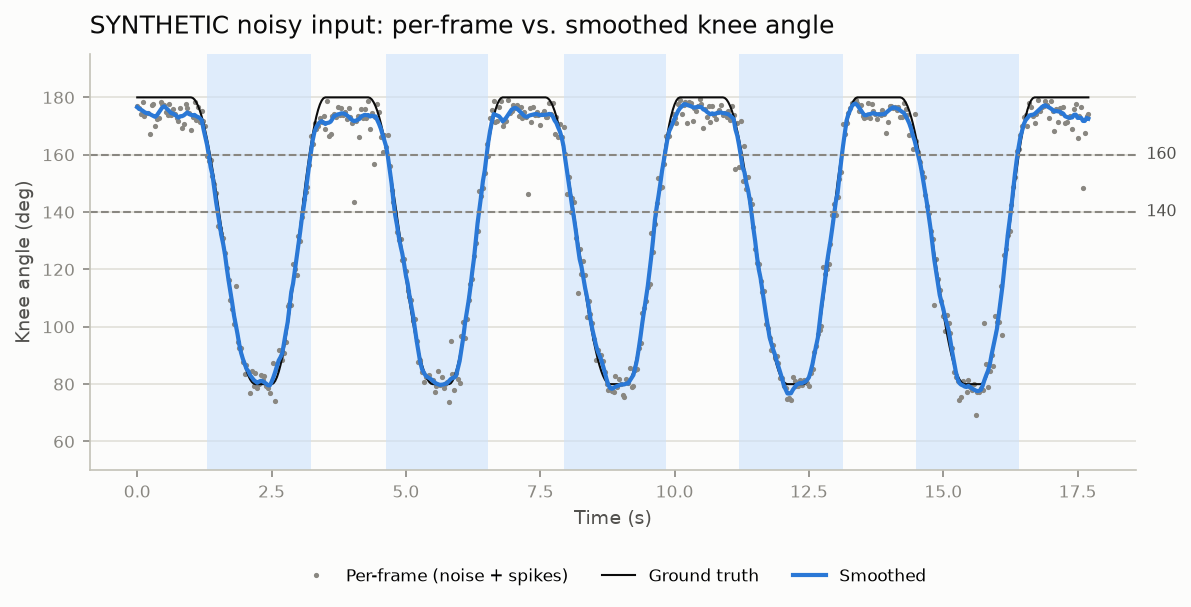 SYNTHETIC noisy input: per-frame vs. smoothed knee angle
Knee angle (deg)
180
160
140
120
100
80
60
160
140
0.0 2.5 5.0 7.5 10.0 12.5 15.0 17.5
Time (s)
Per-frame (noise + spikes) Ground truth Smoothed